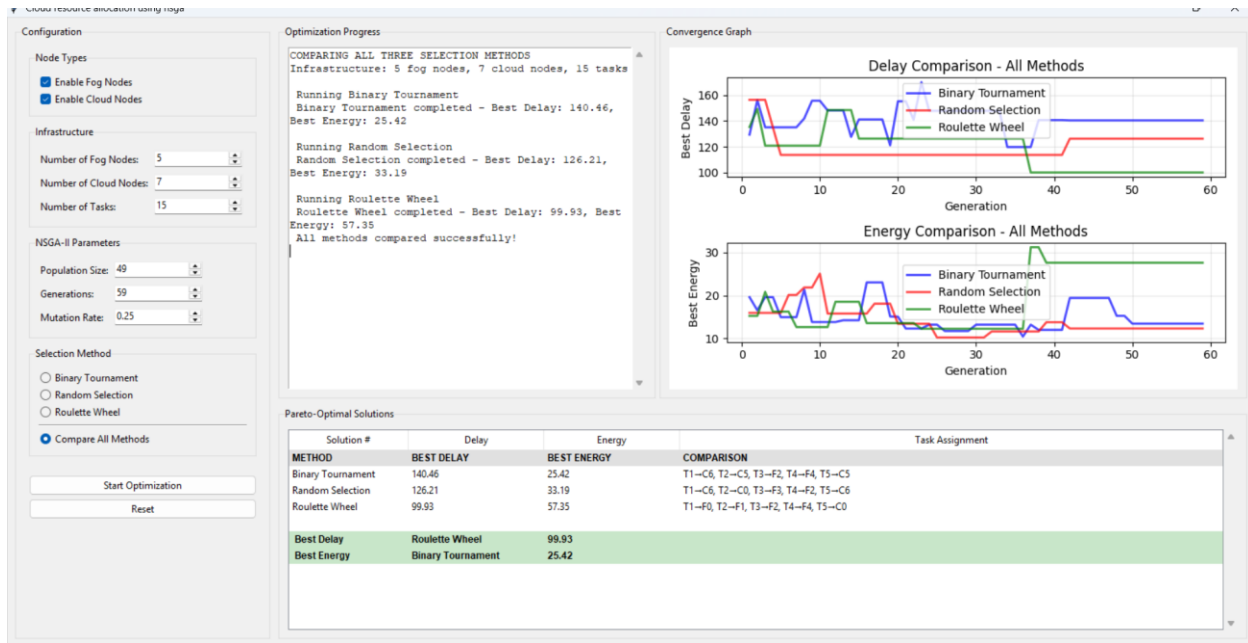 Cloud resource allocation using nsga
Configuration
Node Types
Enable Fog Nodes
Enable Cloud Nodes
Infrastructure
Number of Fog Nodes: 5
Number of Cloud Nodes: 7
Number of Tasks: 15
NSGA-II Parameters
Population Size: 49
Generations: 59
Mutation Rate: 0.25
Selection Method
Binary Tournament
Random Selection
Roulette Wheel
Compare All Methods
Start Optimization
Reset
Optimization Progress
COMPARING ALL THREE SELECTION METHODS
Infrastructure: 5 fog nodes, 7 cloud nodes, 15 tasks
Running Binary Tournament
Binary Tournament completed - Best Delay: 140.46,
Best Energy: 25.42
Running Random Selection
Random Selection completed - Best Delay: 126.21,
Best Energy: 33.19
Running Roulette Wheel
Roulette Wheel completed - Best Delay: 99.93, Best
Energy: 57.35
All methods compared successfully!
Convergence Graph
Delay Comparison - All Methods
Best Delay
160
140
120
100
Binary Tournament
Random Selection
Roulette Wheel
0 10 20 30 40 50 60
Generation
Energy Comparison - All Methods
Best Energy
30
20
10
Binary Tournament
Random Selection
Roulette Wheel
0 10 20 30 40 50 60
Generation
Pareto-Optimal Solutions
Solution # Delay Energy Task Assignment
METHOD BEST DELAY BEST ENERGY COMPARISON
Binary Tournament 140.46 25.42 T1→C6, T2→C5, T3→F2, T4→F4, T5→C5
Random Selection 126.21 33.19 T1→C6, T2→C0, T3→F3, T4→F2, T5→C6
Roulette Wheel 99.93 57.35 T1→F0, T2→F1, T3→F2, T4→F4, T5→C0
Best Delay Roulette Wheel 99.93
Best Energy Binary Tournament 25.42